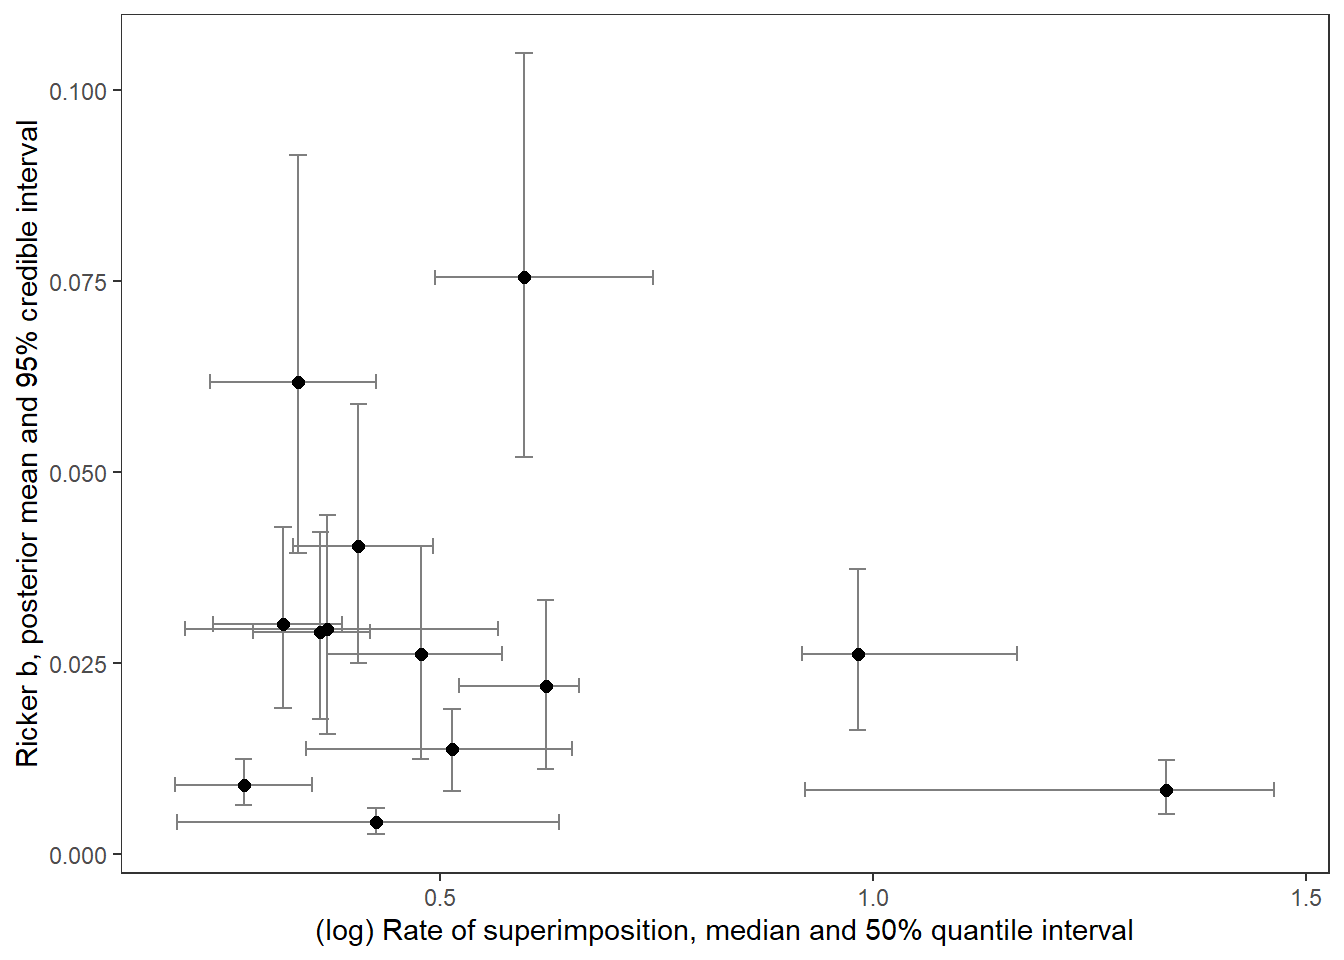 Ricker b, posterior mean and 95% credible interval
0.100
0.075
0.050
0.025
0.000
0.5 1.0 1.5
(log) Rate of superimposition, median and 50% quantile interval